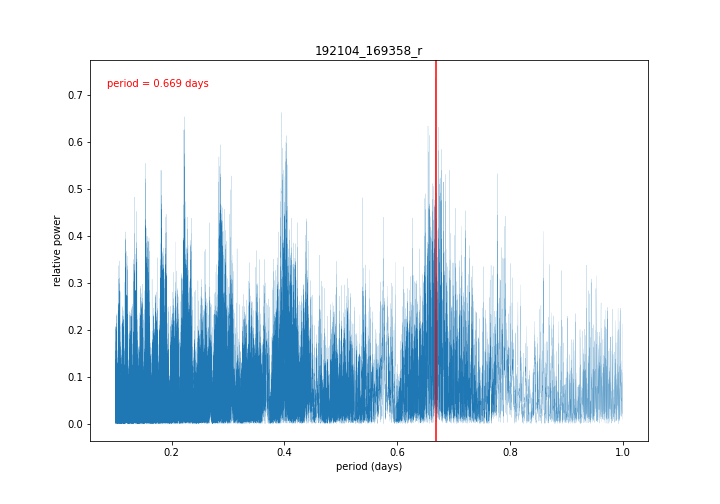 192104_169358_r
period = 0.669 days
0.7
0.6
0.5
0.4
0.3
0.2
0.1
0.0
relative power
0.2 0.4 0.6 0.8 1.0
period (days)